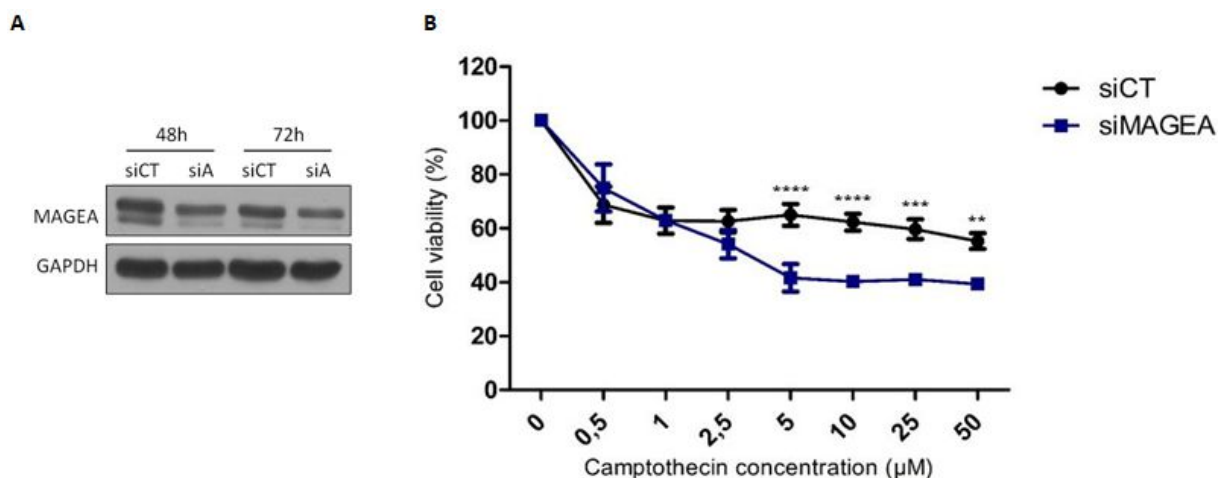 A
48h 72h
siCT siA siCT siA
MAGEA
GAPDH
B
120
100
80
60
40
20
0
Cell viability (%)
**** **** *** **
0 0,5 1 2,5 5 10 25 50
Camptothecin concentration (µM)
siCT
siMAGEA